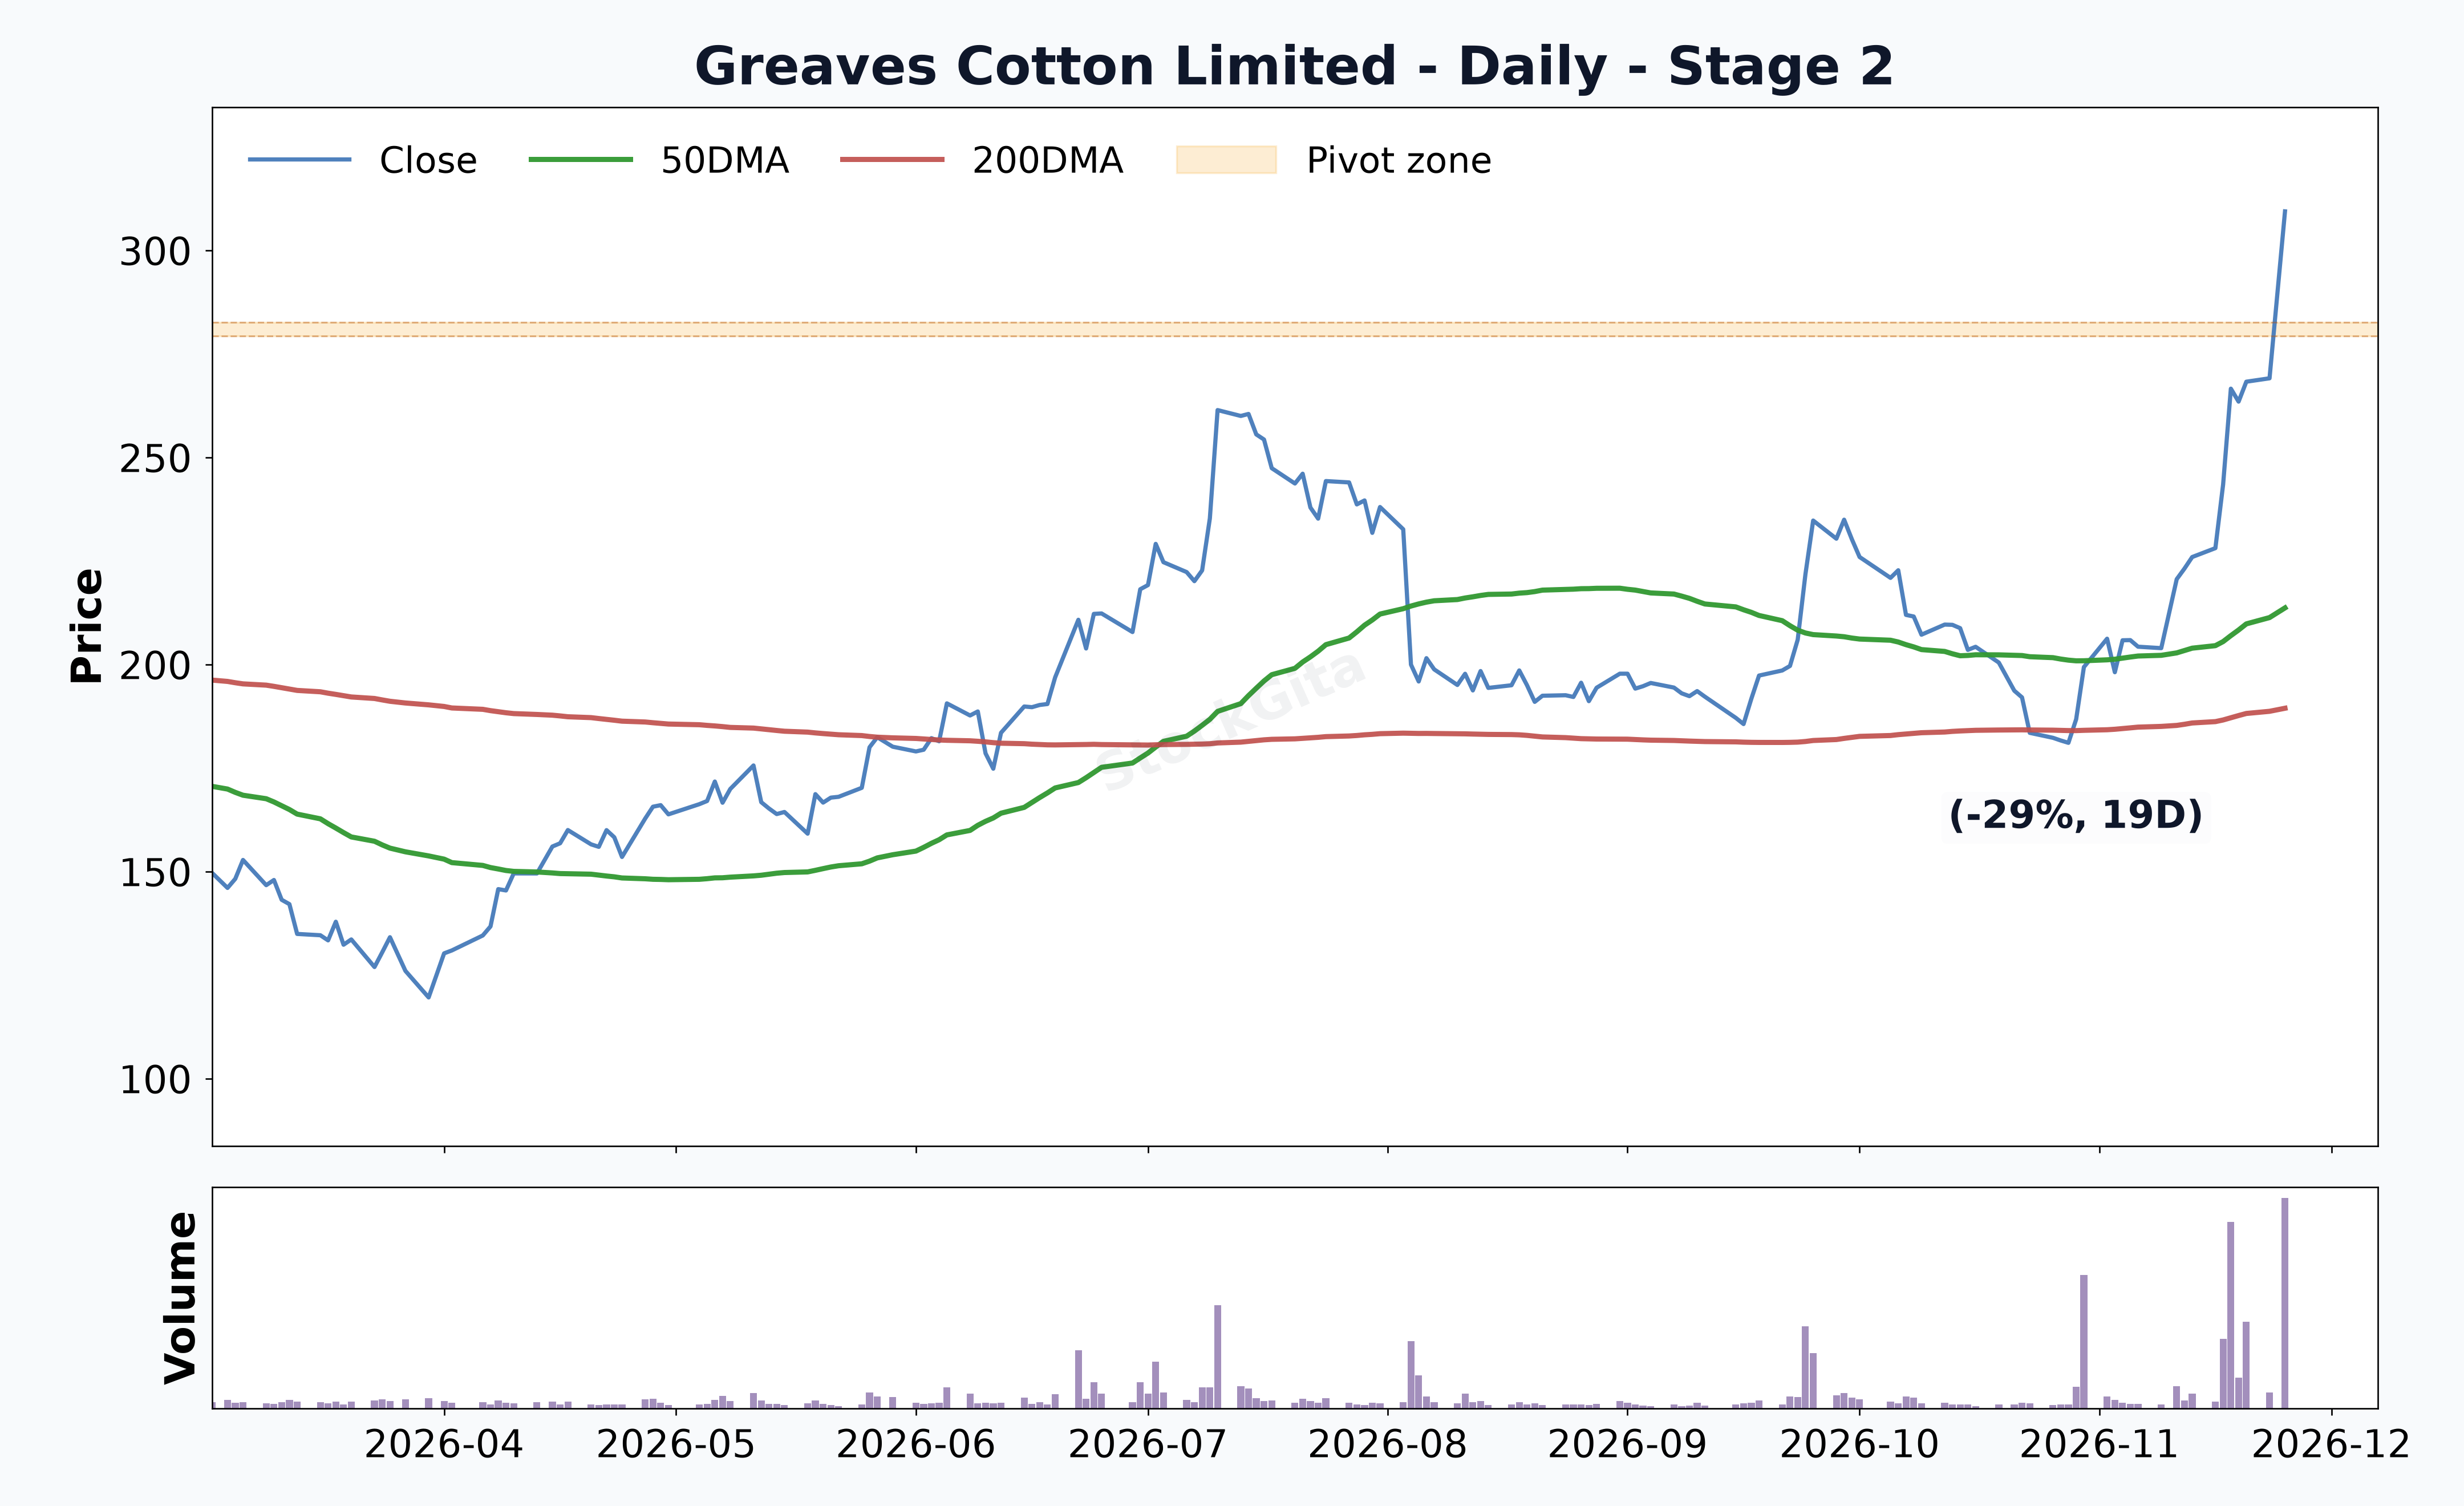 Greaves Cotton Limited - Daily - Stage 2
Close 50DMA 200DMA Pivot zone
Price
300
250
200
150
100
StockGita
(-29%, 19D)
Volume
2026-04 2026-05 2026-06 2026-07 2026-08 2026-09 2026-10 2026-11 2026-12